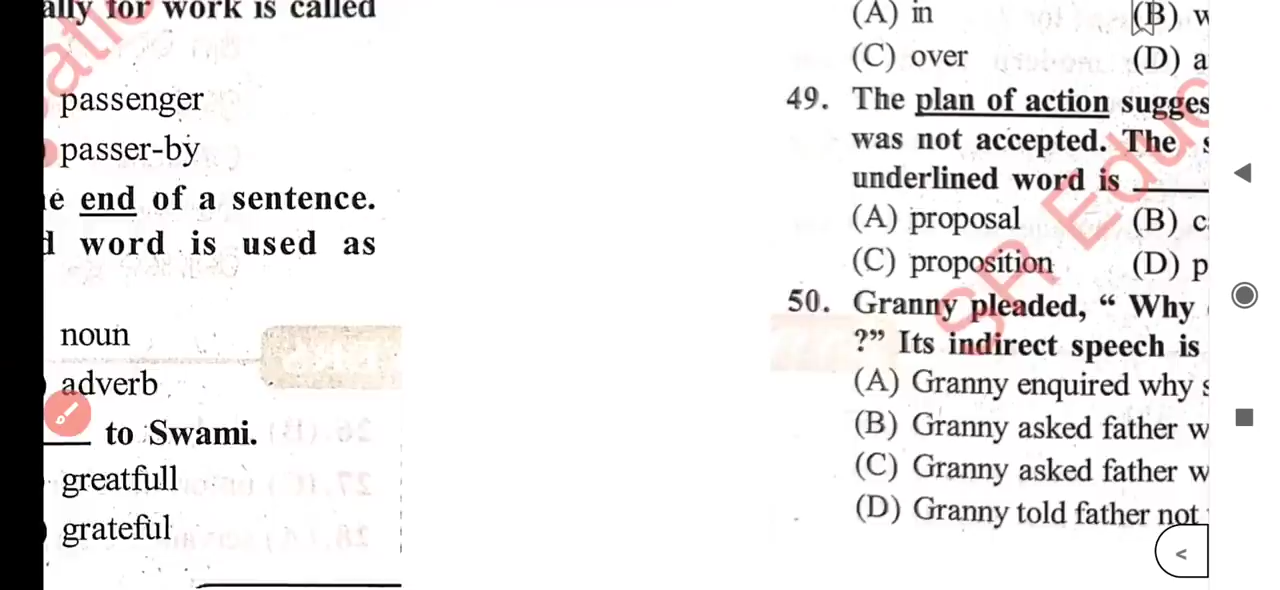 ally for work is called
passenger
passer-by
end of a sentence.
word is used as
noun
adverb
to Swami.
greatfull
grateful
(A) in (B)
(C) over (D)
49. The plan of action
was not accepted. The
underlined word is
(A) proposal (B)
(C) proposition (D)
50. Granny pleaded, “ Why
?” Its indirect speech is
(A) Granny enquired why
(B) Granny asked father
(C) Granny asked father
(D) Granny told father not
SR Educ